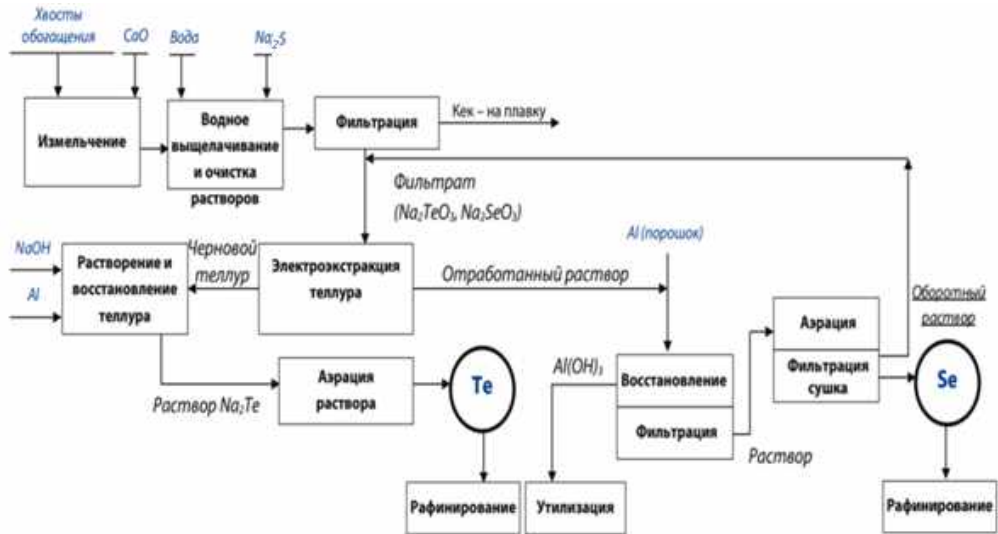 Хвосты
обогащения
CaO
Вода
Na₂S
Измельчение
Водное
выщелачивание
и очистка
растворов
Фильтрация
Кек – на плавку
Фильтрат
(Na₂TeO₃, Na₂SeO₃)
NaOH
Al
Растворение и
восстановление
теллура
Черновой
теллур
Электроэкстракция
теллура
Отработанный раствор
Al (порошок)
Оборотный
раствор
Аэрация
Фильтрация
сушка
Se
Al(OH)₃
Восстановление
Фильтрация
Раствор
Раствор Na₂Te
Аэрация
раствора
Te
Рафинирование
Утилизация
Рафинирование